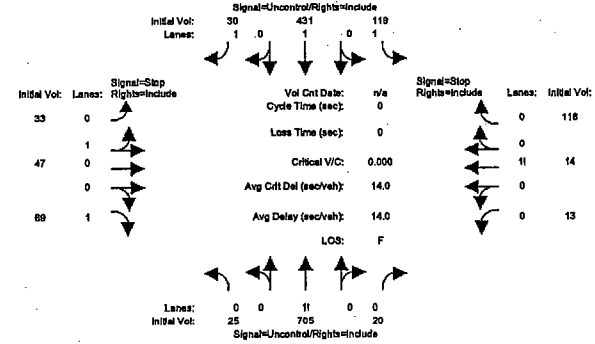 Signal=Uncontrol/Rights=Include
Initial Vol: 30 431 119
Lanes: 1 0 1 0 1
Signal=Stop
Initial Vol: Lanes: Rights=Include
33 0
1
47 0
0
69 1
Vol Cnt Date: n/a
Cycle Time (sec): 0
Loss Time (sec): 0
Critical V/C: 0.000
Avg Crit Del (sec/veh): 14.0
Avg Delay (sec/veh): 14.0
LOS: F
Signal=Stop
Rights=Include Lanes: Initial Vol:
0 116
0
1! 14
0
0 13
Lanes: 0 0 1! 0 0
Initial Vol: 25 705 20
Signal=Uncontrol/Rights=Include